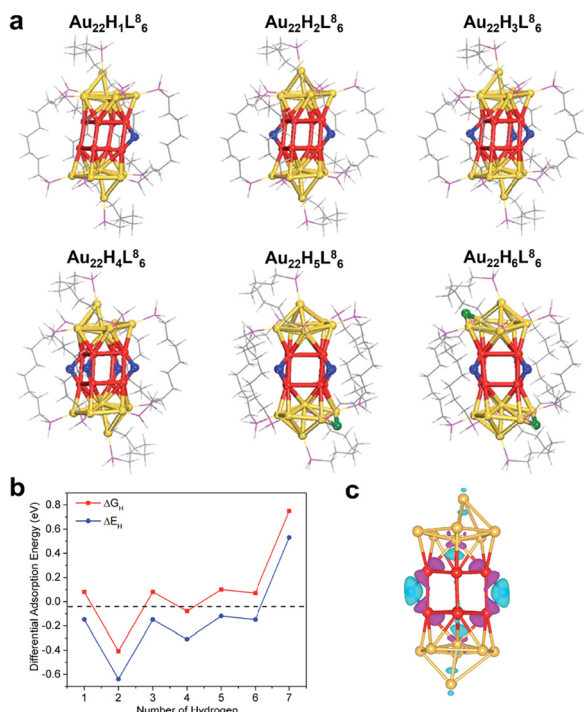 a
Au22H1L⁸6
Au22H2L⁸6
Au22H3L⁸6
Au22H4L⁸6
Au22H5L⁸6
Au22H6L⁸6
b
c
ΔGH
ΔEH
Differential Adsorption Energy (eV)
0.8
0.6
0.4
0.2
0.0
-0.2
-0.4
-0.6
1 2 3 4 5 6 7
Number of Hydrogen